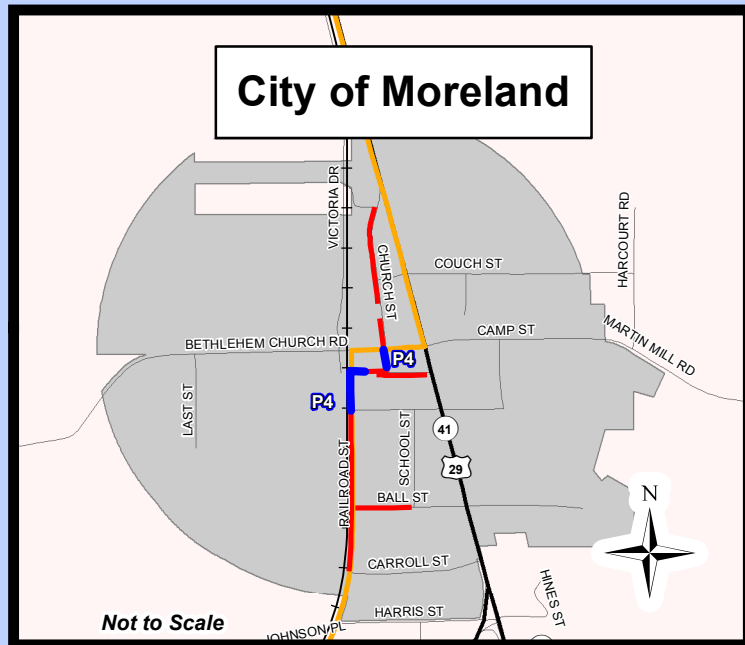 City of Moreland
VICTORIA DR
HARCOURT RD
CHURCH ST
COUCH ST
BETHLEHEM CHURCH RD
CAMP ST
MARTIN MILL RD
P4
P4
LAST ST
41
SCHOOL ST
29
RAILROAD ST
BALL ST
N
CARROLL ST
HINES ST
HARRIS ST
Not to Scale
JOHNSON PL